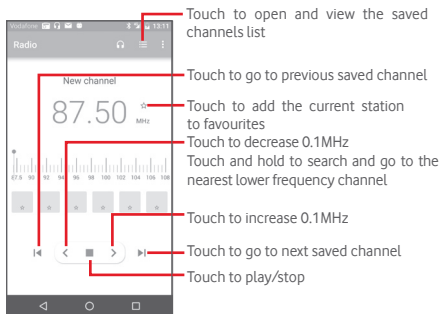 Vodafone 13:11
Radio
New channel
87.50
MHz
87.5 90 92 94 96 98 100 102 104 106 108
Touch to open and view the saved
channels list
Touch to go to previous saved channel
Touch to add the current station
to favourites
Touch to decrease 0.1MHz
Touch and hold to search and go to the
nearest lower frequency channel
Touch to increase 0.1MHz
Touch to go to next saved channel
Touch to play/stop